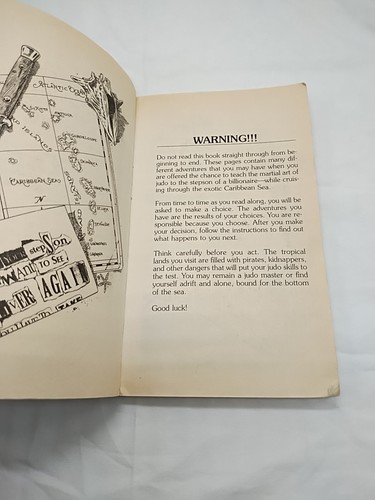 ATLANTIC
CARIBBEAN SEA
N
stepson
WANT TO SEE
AGAIN
WARNING!!!
Do not read this book straight through from be-
ginning to end. These pages contain many dif-
ferent adventures that you may have when you
are offered the chance to teach the martial art of
judo to the stepson of a billionaire—while cruis-
ing through the exotic Caribbean Sea.
From time to time as you read along, you will be
asked to make a choice. The adventures you
have are the results of your choices. You are re-
sponsible because you choose. After you make
your decision, follow the instructions to find out
what happens to you next.
Think carefully before you act. The tropical
lands you visit are filled with pirates, kidnappers,
and other dangers that will put your judo skills to
the test. You may remain a judo master or find
yourself adrift and alone, bound for the bottom
of the sea.
Good luck!